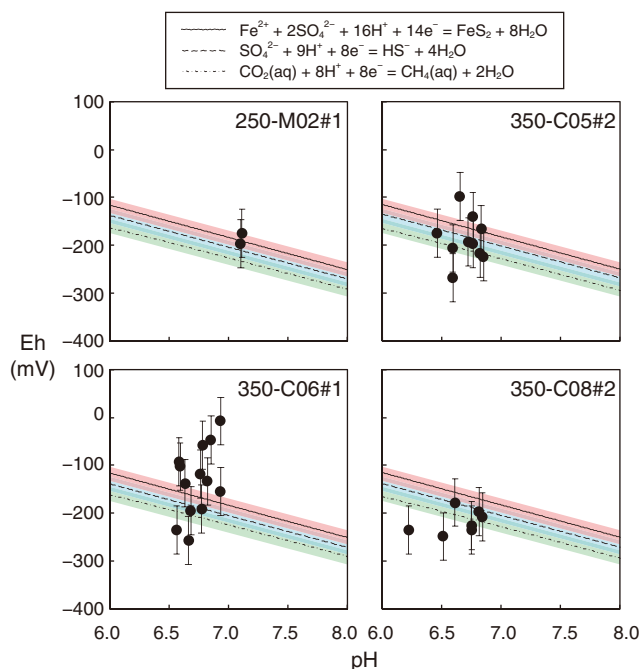 Fe²⁺ + 2SO₄²⁻ + 16H⁺ + 14e⁻ = FeS₂ + 8H₂O
SO₄²⁻ + 9H⁺ + 8e⁻ = HS⁻ + 4H₂O
CO₂(aq) + 8H⁺ + 8e⁻ = CH₄(aq) + 2H₂O
250-M02#1
350-C05#2
100
0
−100
−200
−300
−400
Eh
(mV)
350-C06#1
350-C08#2
100
0
−100
−200
−300
−400
6.0 6.5 7.0 7.5 8.0 6.0 6.5 7.0 7.5 8.0
pH